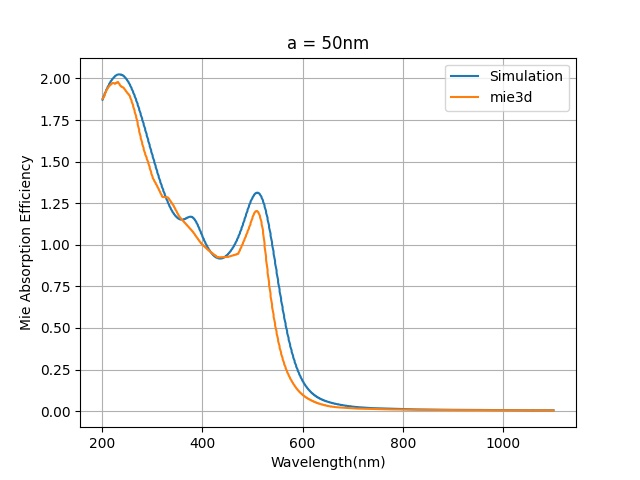 a = 50nm
Simulation
mie3d
Mie Absorption Efficiency
2.00
1.75
1.50
1.25
1.00
0.75
0.50
0.25
0.00
200 400 600 800 1000
Wavelength(nm)